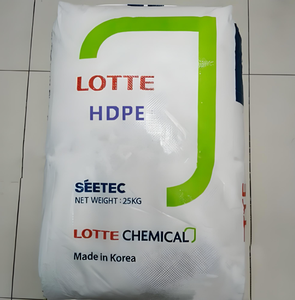 LOTTE
HDPE
SEETEC
NET WEIGHT : 25KG
LOTTE CHEMICAL
Made in Korea